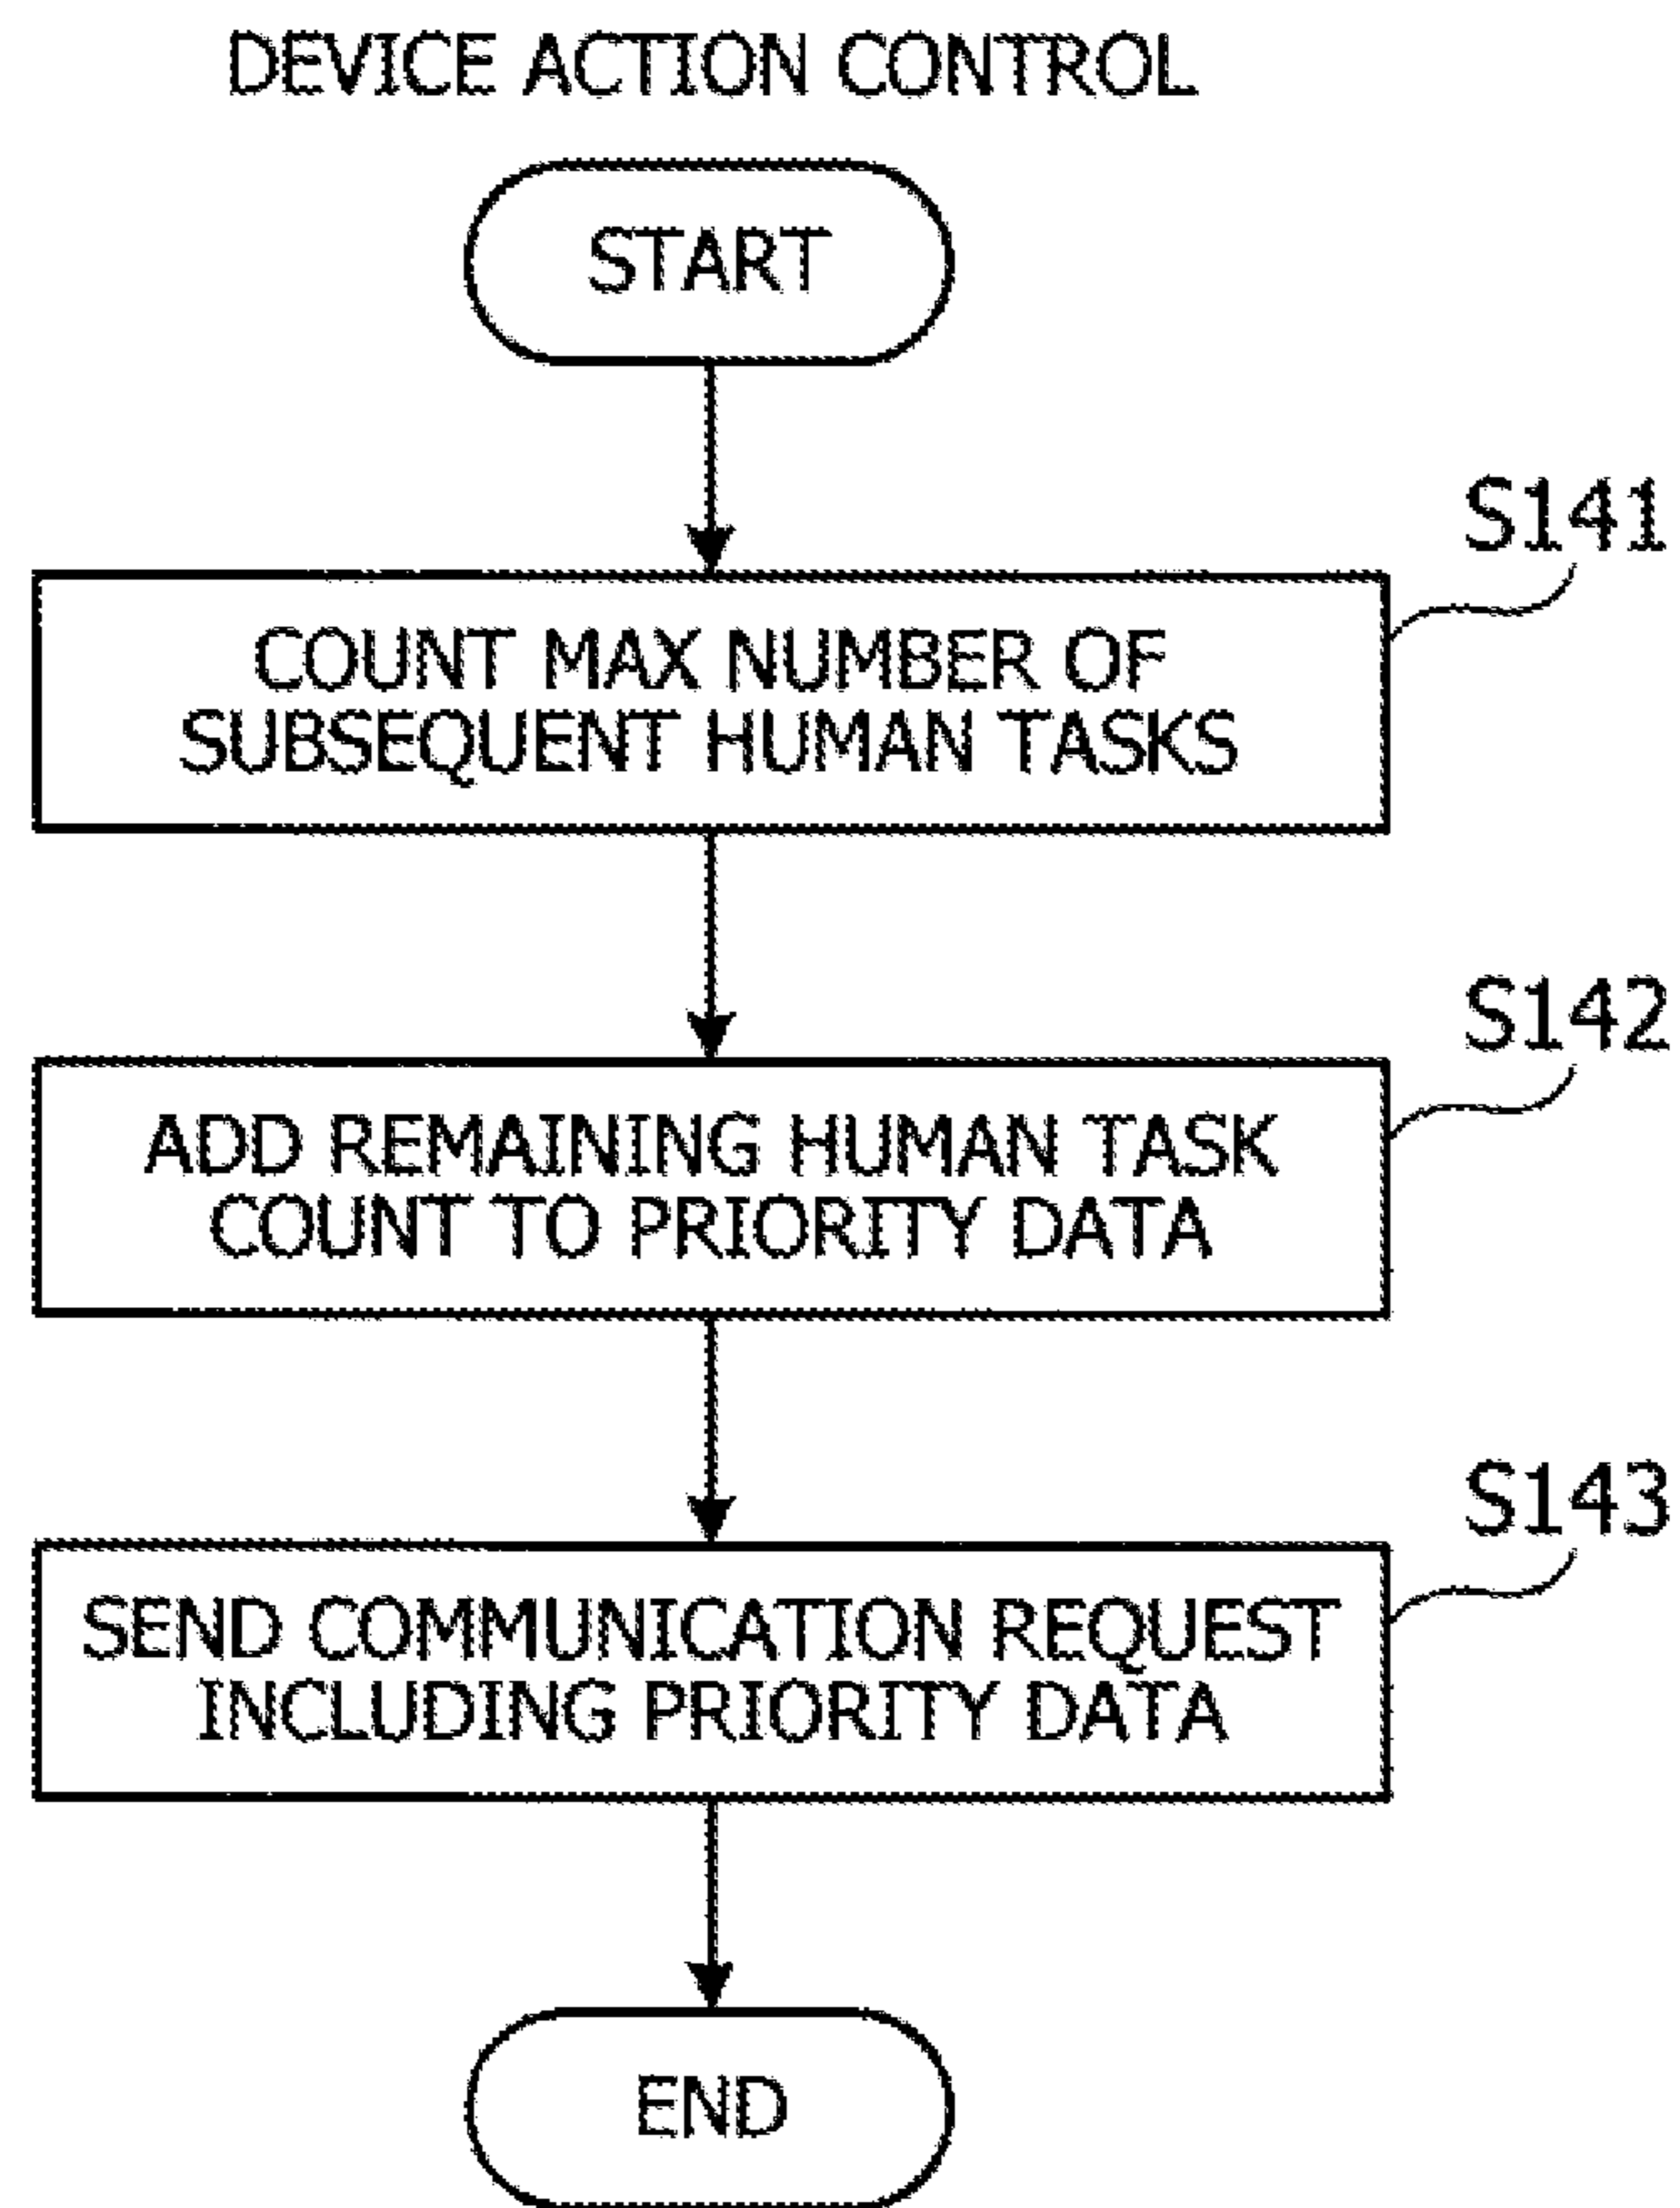 DEVICE ACTION CONTROL
START
S141
COUNT MAX NUMBER OF
SUBSEQUENT HUMAN TASKS
S142
ADD REMAINING HUMAN TASK
COUNT TO PRIORITY DATA
S143
SEND COMMUNICATION REQUEST
INCLUDING PRIORITY DATA
END